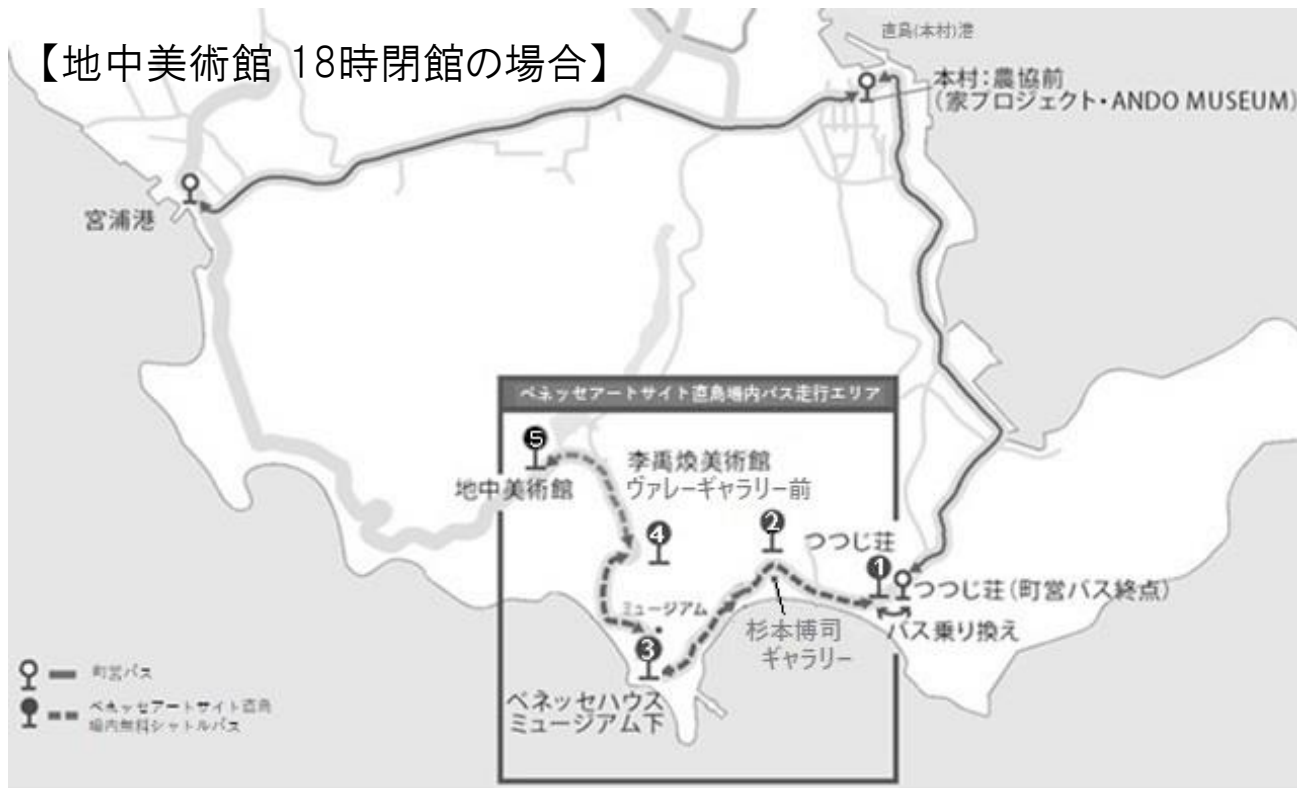 【地中美術館 18時閉館の場合】
直島(本村)港
本村：農協前
(家プロジェクト・ANDO MUSEUM)
宮浦港
ベネッセアートサイト直島場内バス走行エリア
5
地中美術館
李禹煥美術館
ヴァレーギャラリー前
4
2
つつじ荘
1
つつじ荘(町営バス終点)
バス乗り換え
ミュージアム
杉本博司
ギャラリー
3
ベネッセハウス
ミュージアム下
町営バス
ベネッセアートサイト直島
場内無料シャトルバス